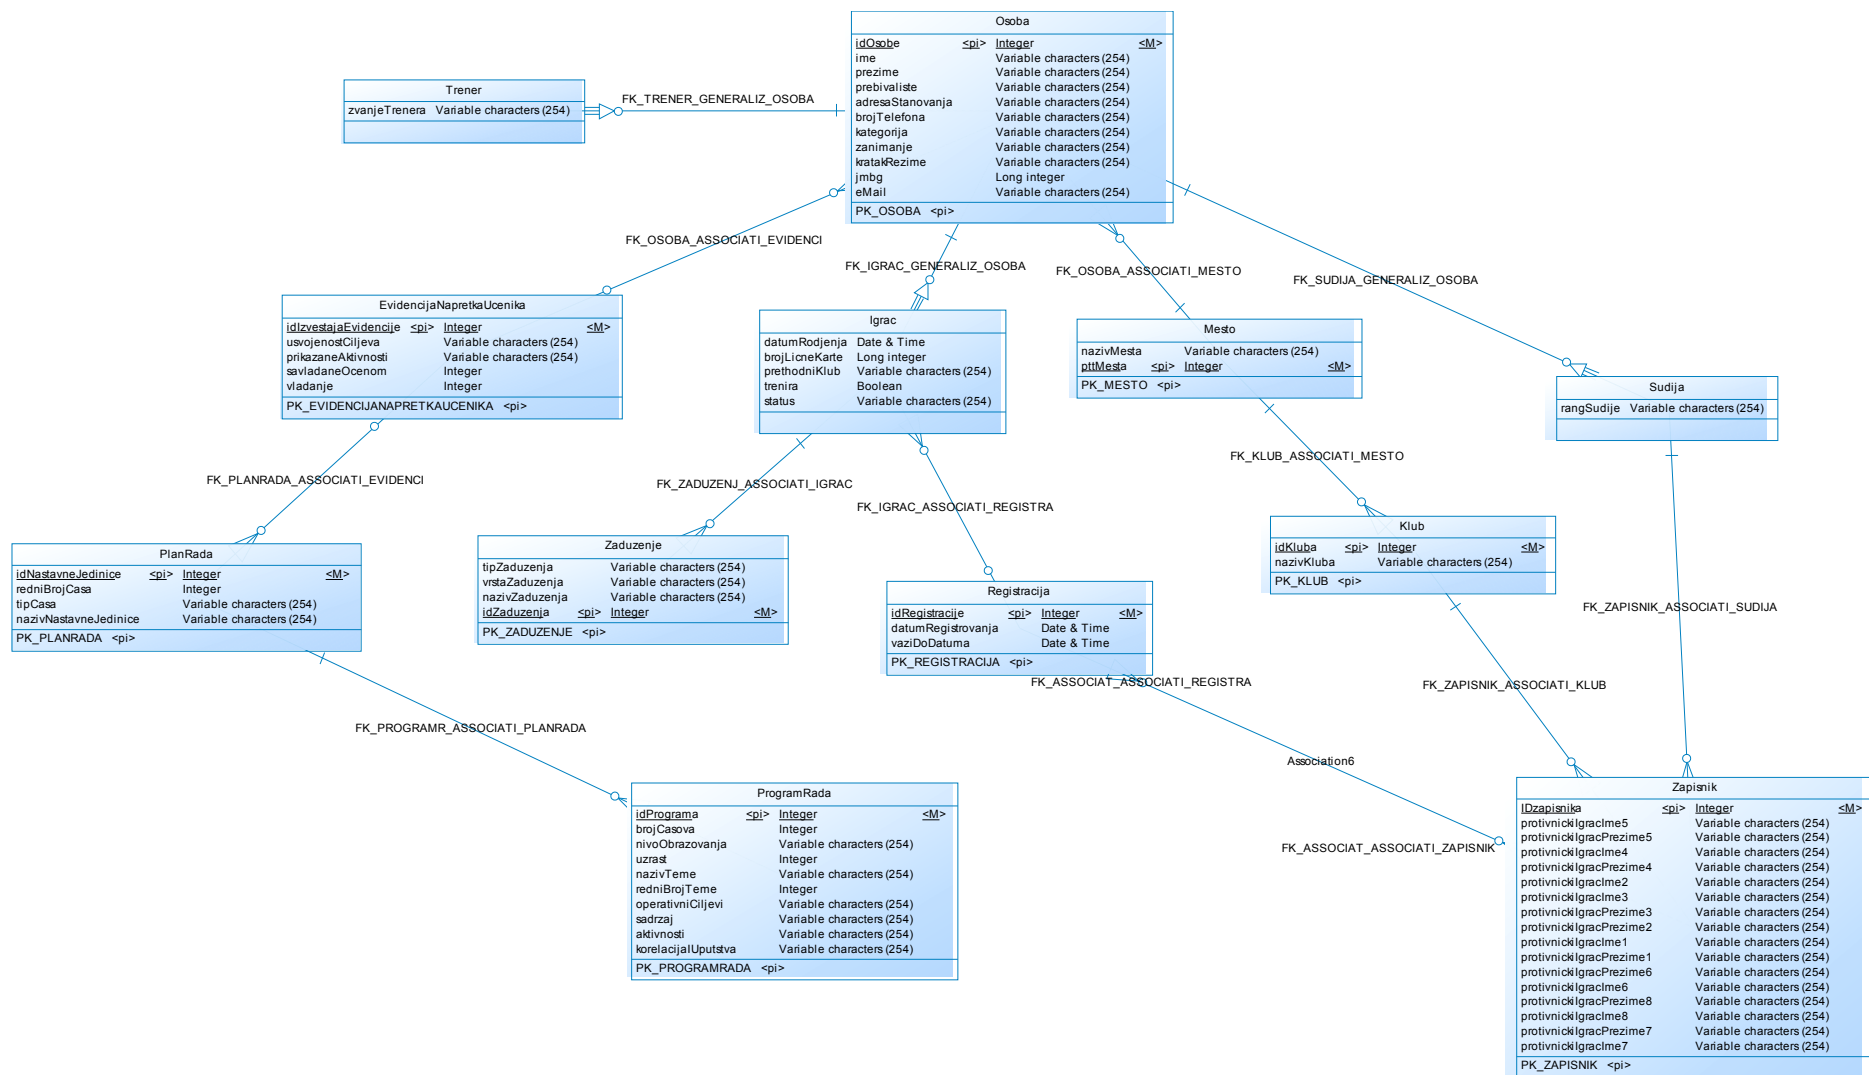 Osoba
idOsobe <pi> Integer <M>
ime Variable characters (254)
prezime Variable characters (254)
prebivaliste Variable characters (254)
adresaStanovanja Variable characters (254)
brojTelefona Variable characters (254)
kategorija Variable characters (254)
zanimanje Variable characters (254)
kratakRezime Variable characters (254)
jmbg Long integer
eMail Variable characters (254)
PK_OSOBA <pi>
Trener
zvanjeTrenera Variable characters (254)
FK_TRENER_GENERALIZ_OSOBA
FK_OSOBA_ASSOCIATI_EVIDENCI
FK_IGRAC_GENERALIZ_OSOBA
FK_OSOBA_ASSOCIATI_MESTO
FK_SUDIJA_GENERALIZ_OSOBA
EvidencijaNapretkaUcenika
idIzvestajaEvidencije <pi> Integer <M>
usvojenostCiljeva Variable characters (254)
prikazaneAktivnosti Variable characters (254)
savladaneOcenom Integer
vladanje Integer
PK_EVIDENCIJANAPRETKAUCENIKA <pi>
Igrac
datumRodjenja Date & Time
brojLicneKarte Long integer
prethodniKlub Variable characters (254)
trenira Boolean
status Variable characters (254)
Mesto
nazivMesta Variable characters (254)
pttMesta <pi> Integer <M>
PK_MESTO <pi>
Sudija
rangSudije Variable characters (254)
FK_PLANRADA_ASSOCIATI_EVIDENCI
FK_ZADUZENJ_ASSOCIATI_IGRAC
FK_IGRAC_ASSOCIATI_REGISTRA
FK_KLUB_ASSOCIATI_MESTO
FK_ZAPISNIK_ASSOCIATI_SUDIJA
PlanRada
idNastavneJedinice <pi> Integer <M>
redniBrojCasa Integer
tipCasa Variable characters (254)
nazivNastavneJedinice Variable characters (254)
PK_PLANRADA <pi>
Zaduzenje
tipZaduzenja Variable characters (254)
vrstaZaduzenja Variable characters (254)
nazivZaduzenja Variable characters (254)
idZaduzenja <pi> Integer <M>
PK_ZADUZENJE <pi>
Registracija
idRegistracije <pi> Integer <M>
datumRegistrovanja Date & Time
vaziDoDatuma Date & Time
PK_REGISTRACIJA <pi>
Klub
idKluba <pi> Integer <M>
nazivKluba Variable characters (254)
PK_KLUB <pi>
FK_ASSOCIAT_ASSOCIATI_REGISTRA
FK_ZAPISNIK_ASSOCIATI_KLUB
FK_PROGRAMR_ASSOCIATI_PLANRADA
Association6
FK_ASSOCIAT_ASSOCIATI_ZAPISNIK
ProgramRada
idPrograma <pi> Integer <M>
brojCasova Integer
nivoObrazovanja Variable characters (254)
uzrast Integer
nazivTeme Variable characters (254)
redniBrojTeme Integer
operativniCiljevi Variable characters (254)
sadrzaj Variable characters (254)
aktivnosti Variable characters (254)
korelacijaIUputstva Variable characters (254)
PK_PROGRAMRADA <pi>
Zapisnik
IDzapisnika <pi> Integer <M>
protivnickiIgracIme5 Variable characters (254)
protivnickiIgracPrezime5 Variable characters (254)
protivnickiIgracIme4 Variable characters (254)
protivnickiIgracPrezime4 Variable characters (254)
protivnickiIgracIme2 Variable characters (254)
protivnickiIgracIme3 Variable characters (254)
protivnickiIgracPrezime3 Variable characters (254)
protivnickiIgracPrezime2 Variable characters (254)
protivnickiIgracIme1 Variable characters (254)
protivnickiIgracPrezime1 Variable characters (254)
protivnickiIgracPrezime6 Variable characters (254)
protivnickiIgracIme6 Variable characters (254)
protivnickiIgracPrezime8 Variable characters (254)
protivnickiIgracIme8 Variable characters (254)
protivnickiIgracPrezime7 Variable characters (254)
protivnickiIgracIme7 Variable characters (254)
PK_ZAPISNIK <pi>